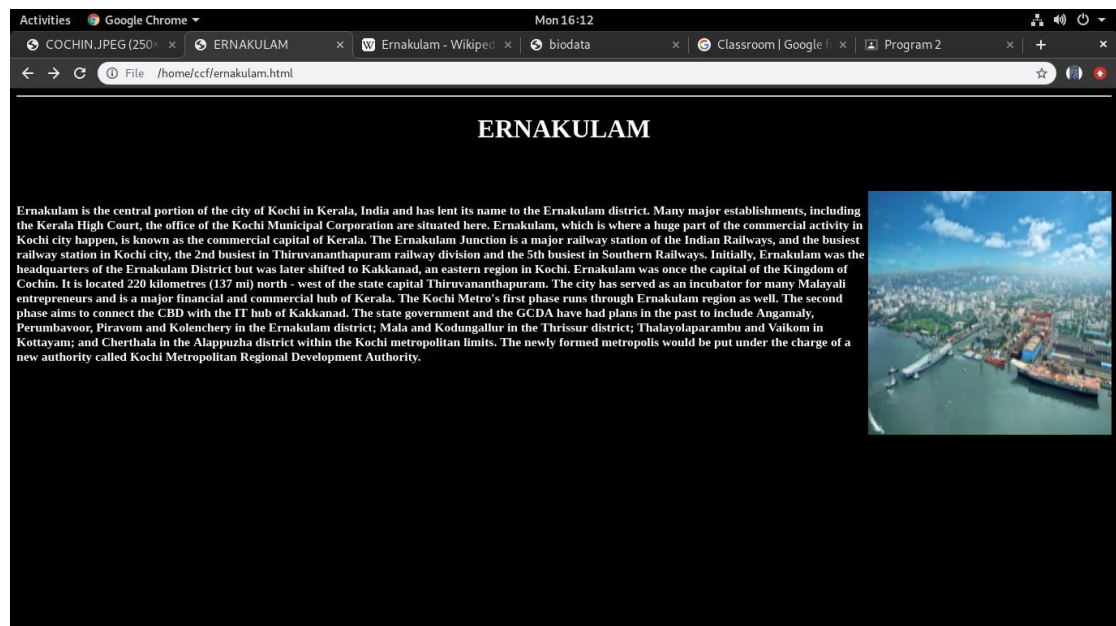 Activities Google Chrome Mon 16:12
COCHIN.JPEG (250× ERNAKULAM Ernakulam - Wikiped biodata Classroom | Google f Program 2
File /home/ccf/ernakulam.html
ERNAKULAM
Ernakulam is the central portion of the city of Kochi in Kerala, India and has lent its name to the Ernakulam district. Many major establishments, including
the Kerala High Court, the office of the Kochi Municipal Corporation are situated here. Ernakulam, which is where a huge part of the commercial activity in
Kochi city happen, is known as the commercial capital of Kerala. The Ernakulam Junction is a major railway station of the Indian Railways, and the busiest
railway station in Kochi city, the 2nd busiest in Thiruvananthapuram railway division and the 5th busiest in Southern Railways. Initially, Ernakulam was the
headquarters of the Ernakulam District but was later shifted to Kakkanad, an eastern region in Kochi. Ernakulam was once the capital of the Kingdom of
Cochin. It is located 220 kilometres (137 mi) north - west of the state capital Thiruvananthapuram. The city has served as an incubator for many Malayali
entrepreneurs and is a major financial and commercial hub of Kerala. The Kochi Metro's first phase runs through Ernakulam region as well. The second
phase aims to connect the CBD with the IT hub of Kakkanad. The state government and the GCDA have had plans in the past to include Angamaly,
Perumbavoor, Piravom and Kolenchery in the Ernakulam district; Mala and Kodungallur in the Thrissur district; Thalayolaparambu and Vaikom in
Kottayam; and Cherthala in the Alappuzha district within the Kochi metropolitan limits. The newly formed metropolis would be put under the charge of a
new authority called Kochi Metropolitan Regional Development Authority.